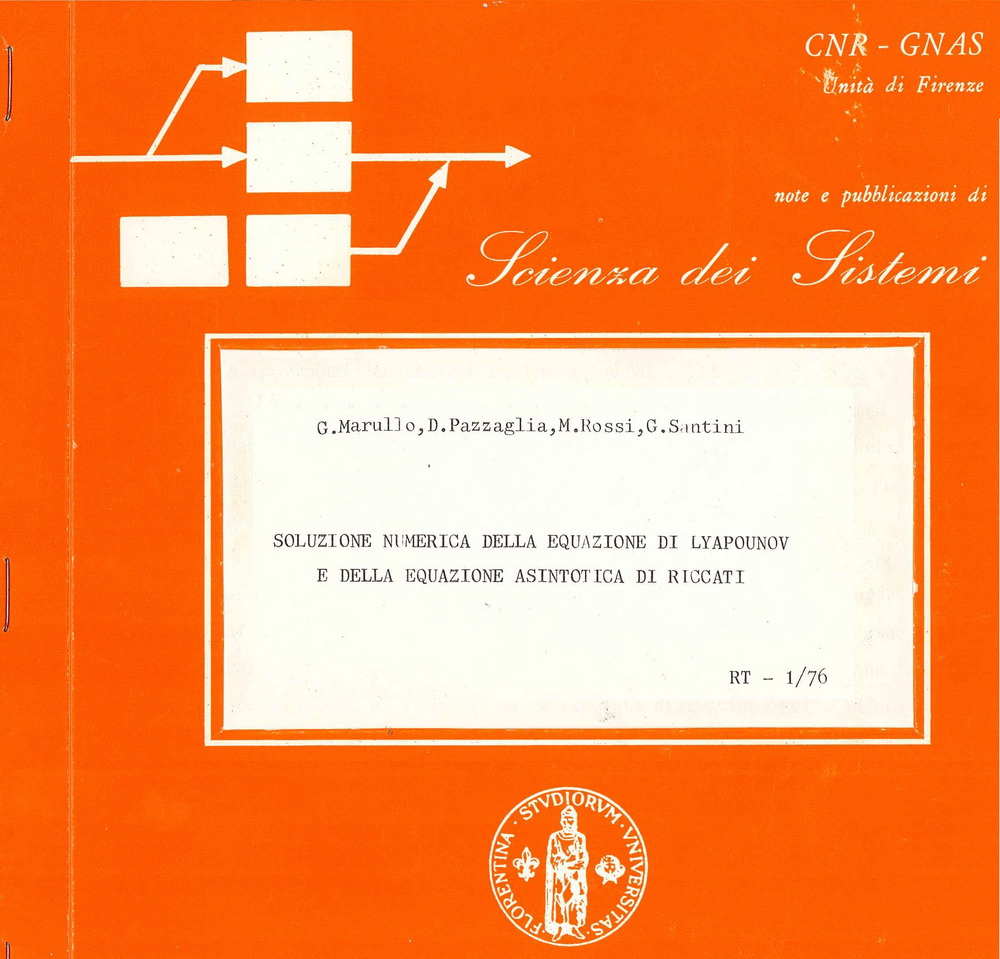 CNR - GNAS
Unità di Firenze
note e pubblicazioni di
Scienza dei Sistemi
G.Marullo,D.Pazzaglia,M.Rossi,G.Santini
SOLUZIONE NUMERICA DELLA EQUAZIONE DI LYAPOUNOV
E DELLA EQUAZIONE ASINTOTICA DI RICCATI
RT - 1/76
FLORENTINA · STVDIORVM · VNIVERSITAS